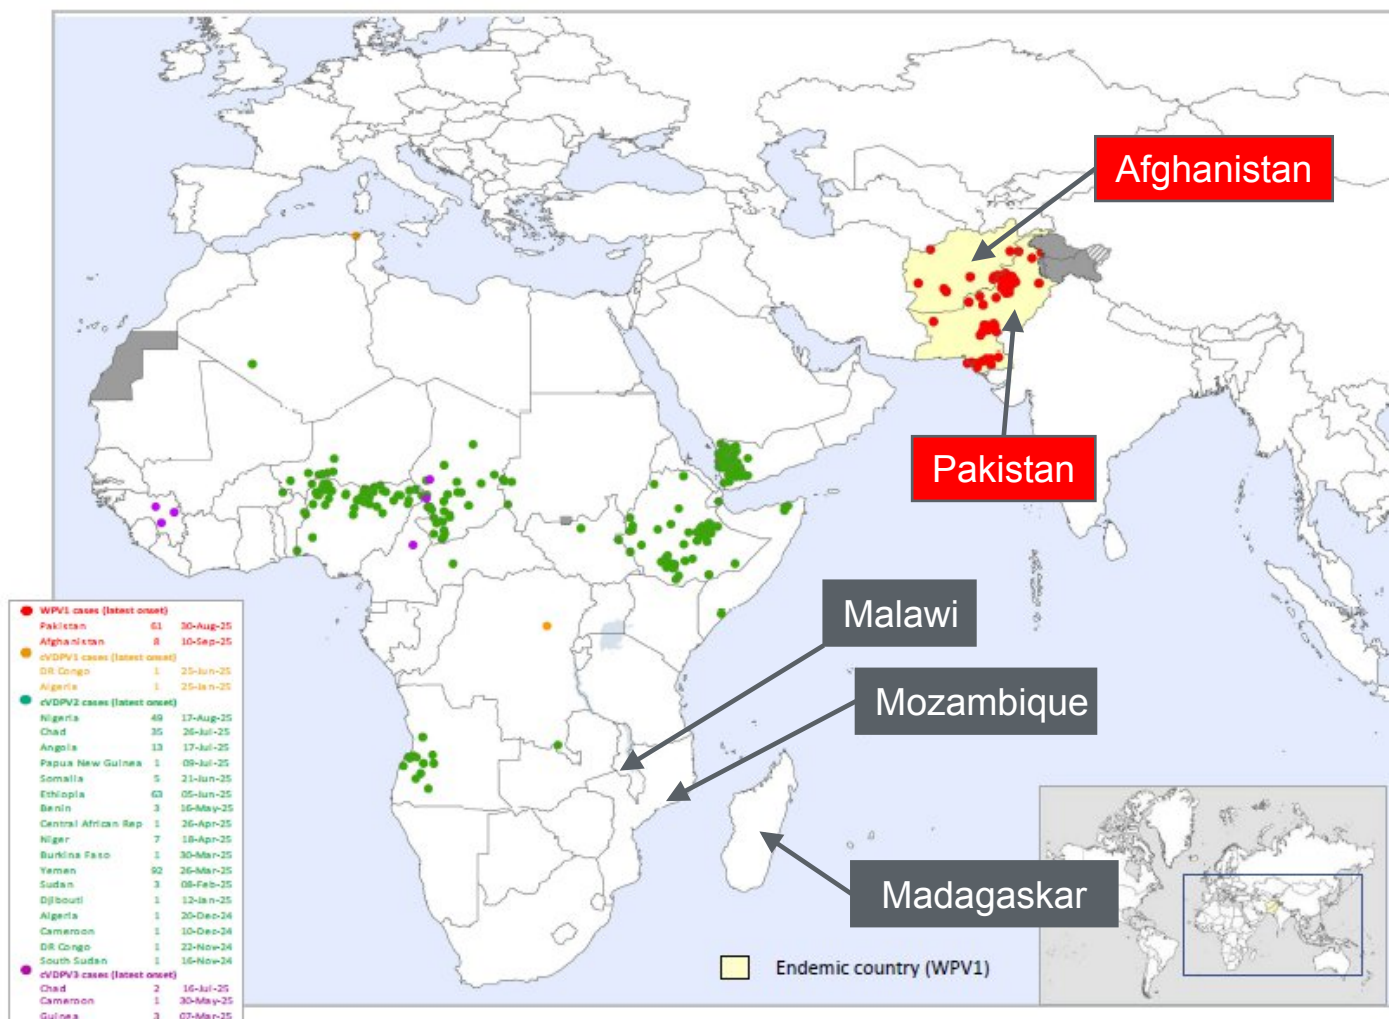 Afghanistan
Pakistan
Malawi
Mozambique
Madagaskar
WPV1 cases (latest onset)
Pakistan 61 30-Aug-25
Afghanistan 8 10-Sep-25
cVDPV1 cases (latest onset)
DR Congo 1 25-Jun-25
Algeria 1 25-Jan-25
cVDPV2 cases (latest onset)
Nigeria 49 17-Aug-25
Chad 35 26-Jul-25
Angola 13 17-Jul-25
Papua New Guinea 1 09-Jul-25
Somalia 5 21-Jun-25
Ethiopia 63 05-Jun-25
Benin 3 16-May-25
Central African Rep 1 26-Apr-25
Niger 7 18-Apr-25
Burkina Faso 1 30-Mar-25
Yemen 92 26-Mar-25
Sudan 3 08-Feb-25
Djibouti 1 12-Jan-25
Algeria 1 20-Dec-24
Cameroon 1 10-Dec-24
DR Congo 1 22-Nov-24
South Sudan 1 16-Nov-24
cVDPV3 cases (latest onset)
Chad 2 16-Jul-25
Cameroon 1 30-May-25
Guinea 3 07-Mar-25
Endemic country (WPV1)